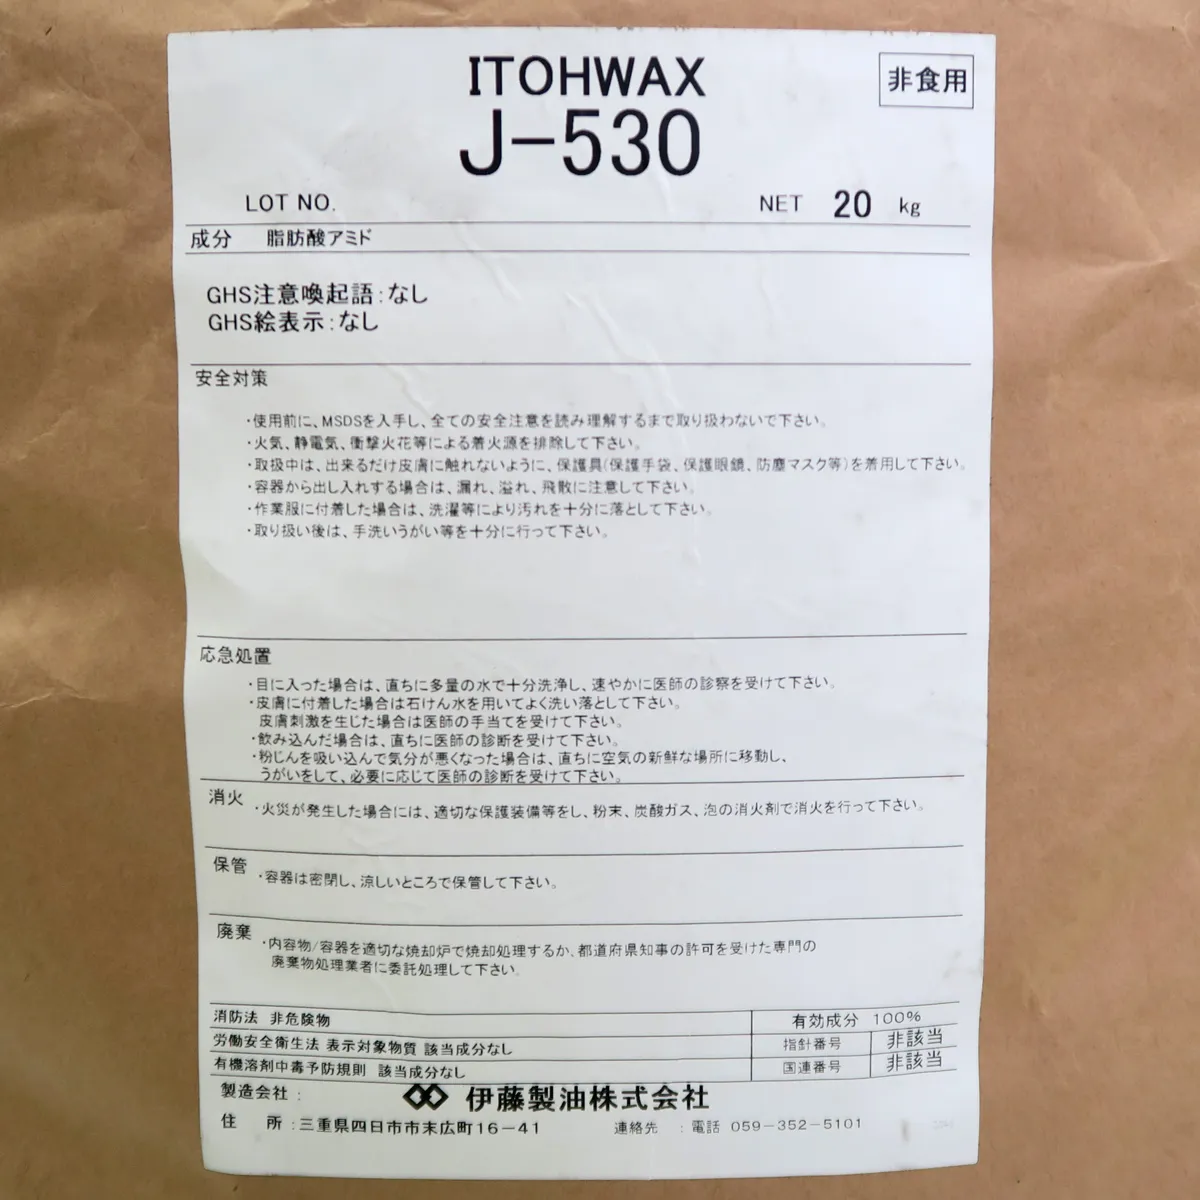 ITOHWAX
非食用
J-530
LOT NO. NET 20 kg
成分 脂肪酸アミド
GHS注意喚起語:なし
GHS絵表示:なし
安全対策
・使用前に、MSDSを入手し、全ての安全注意を読み理解するまで取り扱わないで下さい。
・火気、静電気、衝撃火花等による着火源を排除して下さい。
・取扱中は、出来るだけ皮膚に触れないように、保護具(保護手袋、保護眼鏡、防塵マスク等)を着用して下さい。
・容器から出し入れする場合は、漏れ、溢れ、飛散に注意して下さい。
・作業服に付着した場合は、洗濯等により汚れを十分に落として下さい。
・取り扱い後は、手洗いうがい等を十分に行って下さい。
応急処置
・目に入った場合は、直ちに多量の水で十分洗浄し、速やかに医師の診察を受けて下さい。
・皮膚に付着した場合は石けん水を用いてよく洗い落として下さい。
皮膚刺激を生じた場合は医師の手当てを受けて下さい。
・飲み込んだ場合は、直ちに医師の診断を受けて下さい。
・粉じんを吸い込んで気分が悪くなった場合は、直ちに空気の新鮮な場所に移動し、
うがいをして、必要に応じて医師の診断を受けて下さい。
消火 ・火災が発生した場合には、適切な保護装備等をし、粉末、炭酸ガス、泡の消火剤で消火を行って下さい。
保管 ・容器は密閉し、涼しいところで保管して下さい。
廃棄 ・内容物/容器を適切な焼却炉で焼却処理するか、都道府県知事の許可を受けた専門の
廃棄物処理業者に委託処理して下さい。
消防法 非危険物 有効成分 100%
労働安全衛生法 表示対象物質 該当成分なし 指針番号 非該当
有機溶剤中毒予防規則 該当成分なし 国連番号 非該当
製造会社: 伊藤製油株式会社
住 所:三重県四日市市末広町16-41 連絡先 :電話 059-352-5101